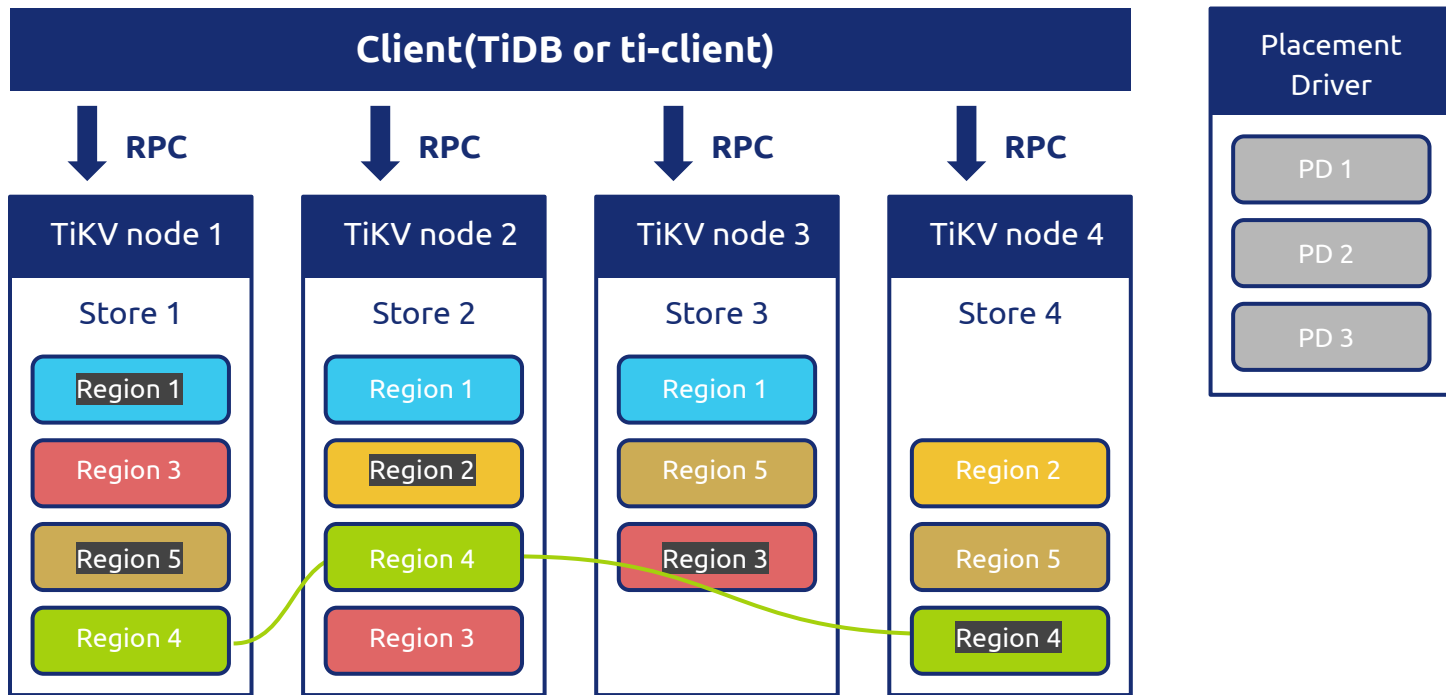 Client(TiDB or ti-client)
RPC
RPC
RPC
RPC
TiKV node 1
Store 1
Region 1
Region 3
Region 5
Region 4
TiKV node 2
Store 2
Region 1
Region 2
Region 4
Region 3
TiKV node 3
Store 3
Region 1
Region 5
Region 3
TiKV node 4
Store 4
Region 2
Region 5
Region 4
Placement
Driver
PD 1
PD 2
PD 3